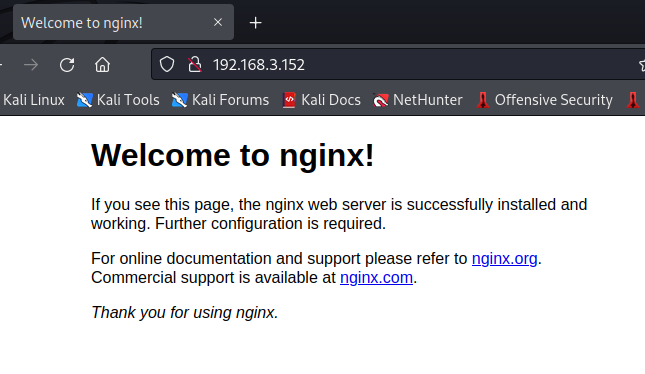 Welcome to nginx!
192.168.3.152
Kali Linux Kali Tools Kali Forums Kali Docs NetHunter Offensive Security
Welcome to nginx!
If you see this page, the nginx web server is successfully installed and
working. Further configuration is required.
For online documentation and support please refer to nginx.org.
Commercial support is available at nginx.com.
Thank you for using nginx.